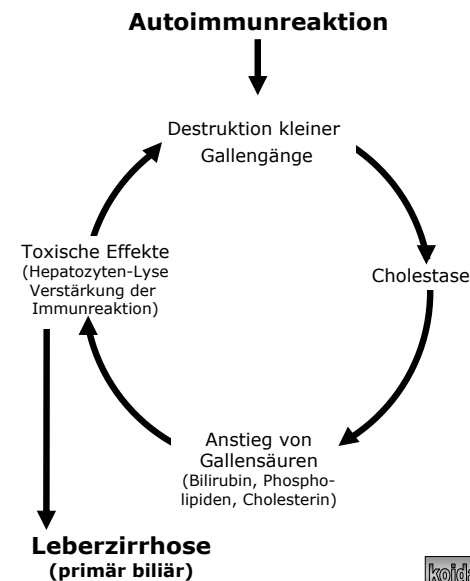 Autoimmunreaktion
Destruktion kleiner
Gallengänge
Cholestase
Anstieg von
Gallensäuren
(Bilirubin, Phospho-
lipiden, Cholesterin)
Toxische Effekte
(Hepatozyten-Lyse
Verstärkung der
Immunreaktion)
Leberzirrhose
(primär biliär)